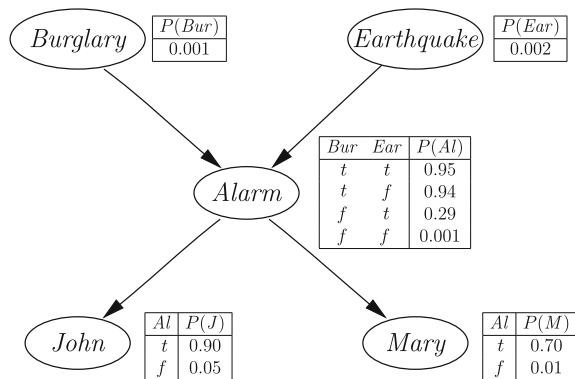 Burglary
P(Bur)
0.001
Earthquake
P(Ear)
0.002
Alarm
Bur Ear P(Al)
t t 0.95
t f 0.94
f t 0.29
f f 0.001
John
Al P(J)
t 0.90
f 0.05
Mary
Al P(M)
t 0.70
f 0.01